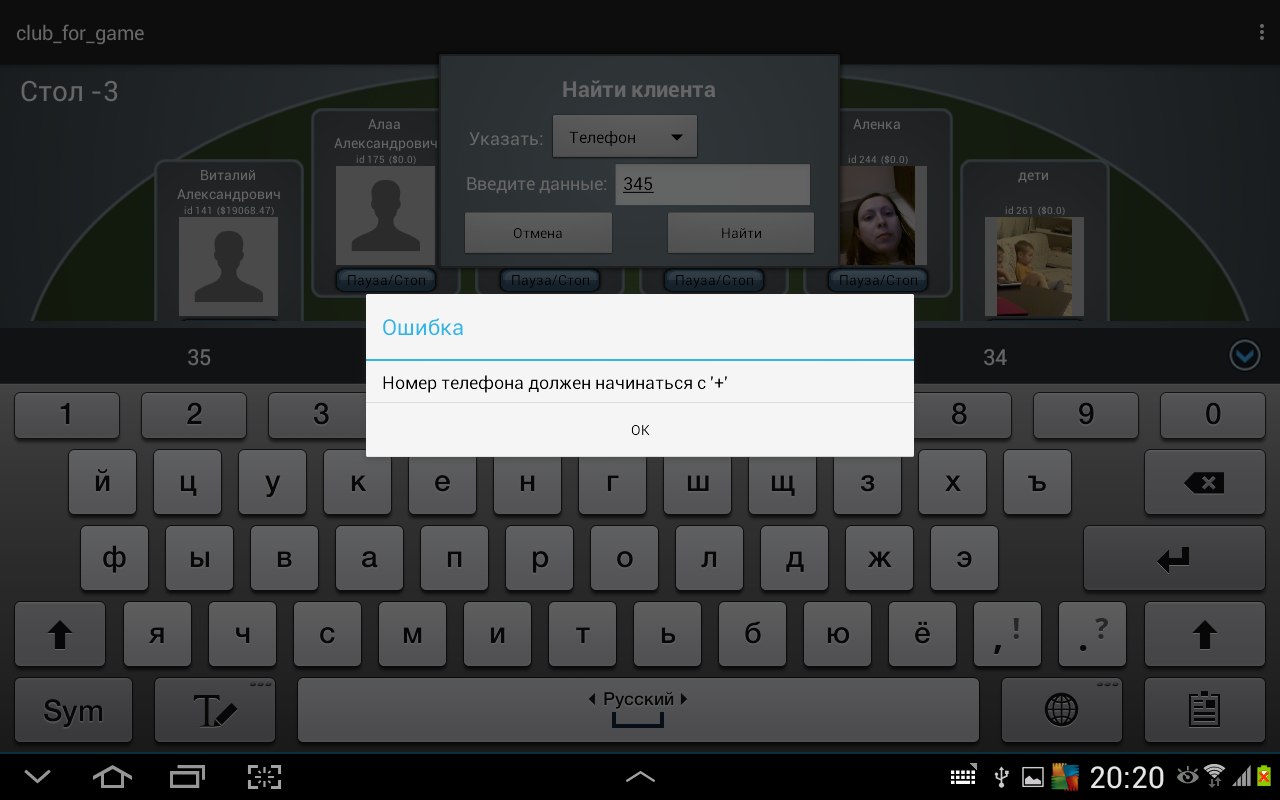 club_for_game
Стол -3
Найти клиента
Указать: Телефон
Введите данные: 345
Отмена
Найти
Виталий
Александрович
id 141 ($19068.47)
Алаа
Александрович
id 175 ($0.0)
Аленка
id 244 ($0.0)
дети
id 261 ($0.0)
Пауза/Стоп
Пауза/Стоп
Пауза/Стоп
Пауза/Стоп
Ошибка
Номер телефона должен начинаться с '+'
ОК
35
34
1 2 3 8 9 0
й ц у к е н г ш щ з х ъ
ф ы в а п р о л д ж э
я ч с м и т ь б ю ё , ! . ?
Sym
Русский
20:20